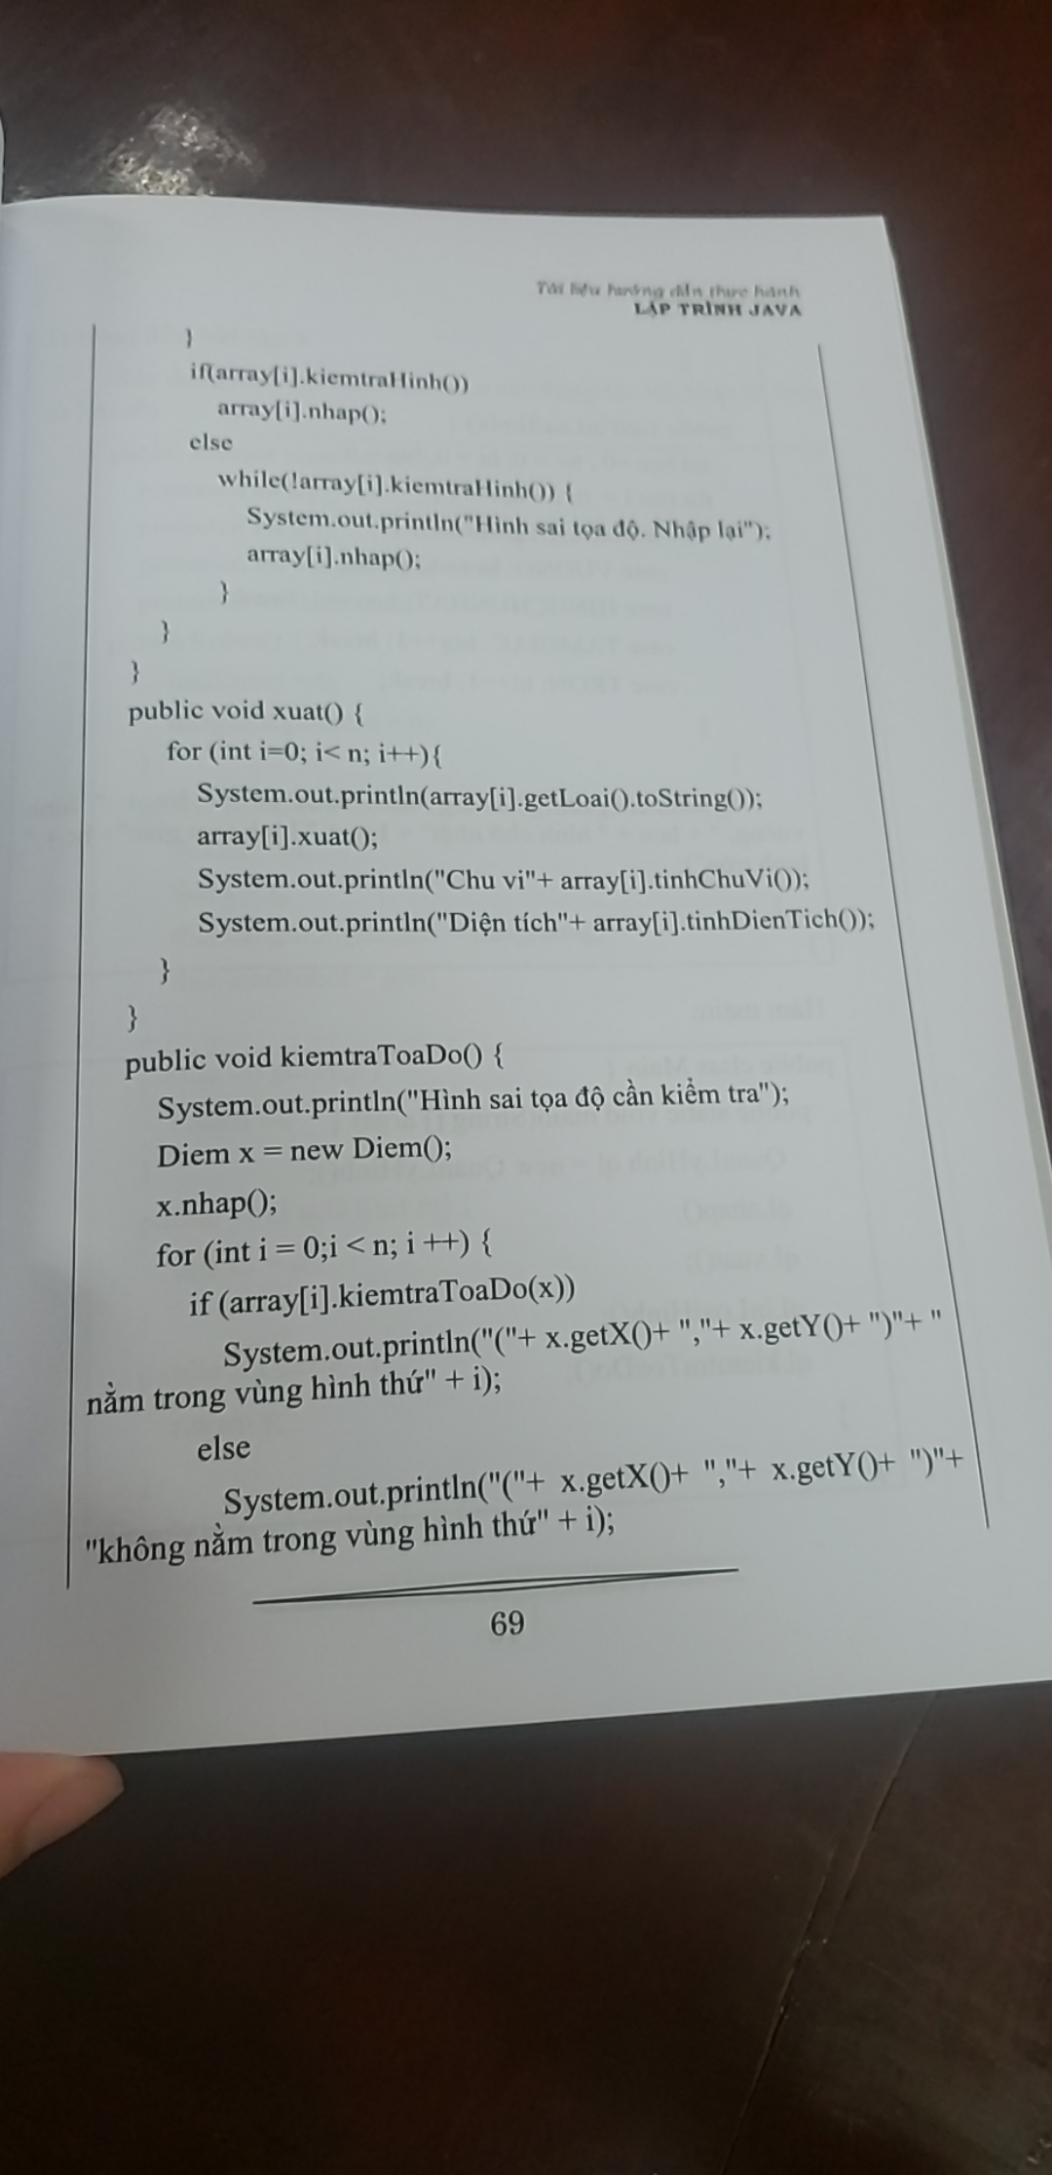 Tài liệu hướng dẫn thực hành
LẬP TRÌNH JAVA
}
if(array[i].kiemtraHinh())
array[i].nhap();
else
while(!array[i].kiemtraHinh()) {
System.out.println("Hình sai tọa độ. Nhập lại");
array[i].nhap();
}
}
}
public void xuat() {
for (int i=0; i< n; i++){
System.out.println(array[i].getLoai().toString());
array[i].xuat();
System.out.println("Chu vi"+ array[i].tinhChuVi());
System.out.println("Diện tích"+ array[i].tinhDienTich());
}
}
public void kiemtraToaDo() {
System.out.println("Hình sai tọa độ cần kiểm tra");
Diem x = new Diem();
x.nhap();
for (int i = 0;i < n; i ++) {
if (array[i].kiemtraToaDo(x))
System.out.println("("+ x.getX()+ ","+ x.getY()+ ")"+ "
nằm trong vùng hình thứ" + i);
else
System.out.println("("+ x.getX()+ ","+ x.getY()+ ")"+
"không nằm trong vùng hình thứ" + i);
69